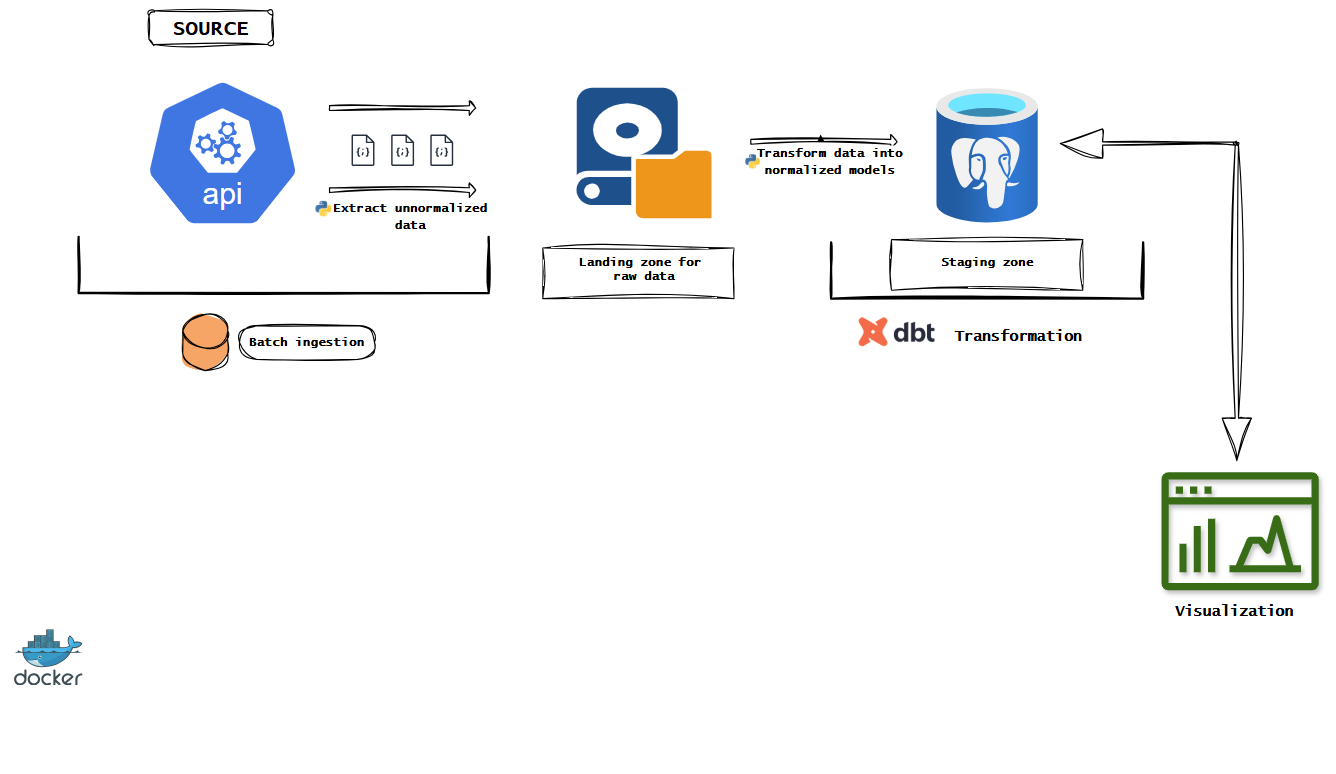 SOURCE
api
{;}
{;}
{;}
Extract unnormalized
data
Transform data into
normalized models
Landing zone for
raw data
Staging zone
Batch ingestion
dbt
Transformation
Visualization
docker